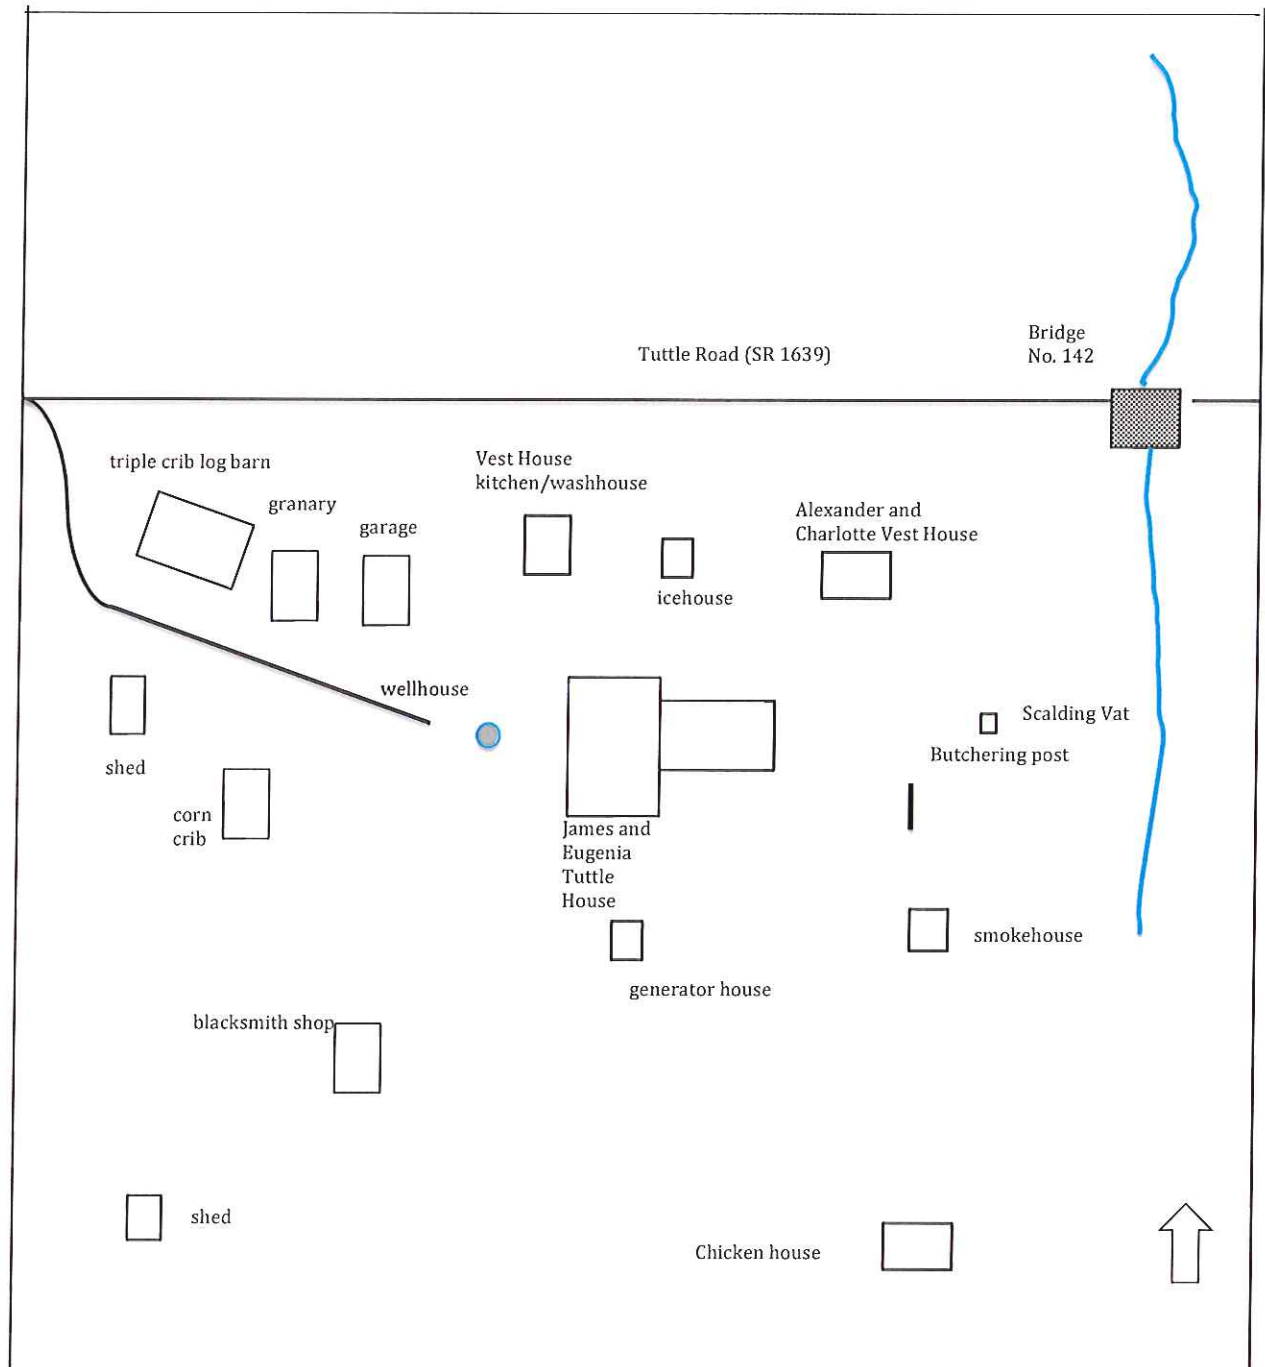 Bridge
No. 142
Tuttle Road (SR 1639)
Vest House
kitchen/washhouse
triple crib log barn
granary
garage
Alexander and
Charlotte Vest House
icehouse
wellhouse
Scalding Vat
Butchering post
shed
corn
crib
James and
Eugenia
Tuttle
House
smokehouse
generator house
blacksmith shop
shed
Chicken house